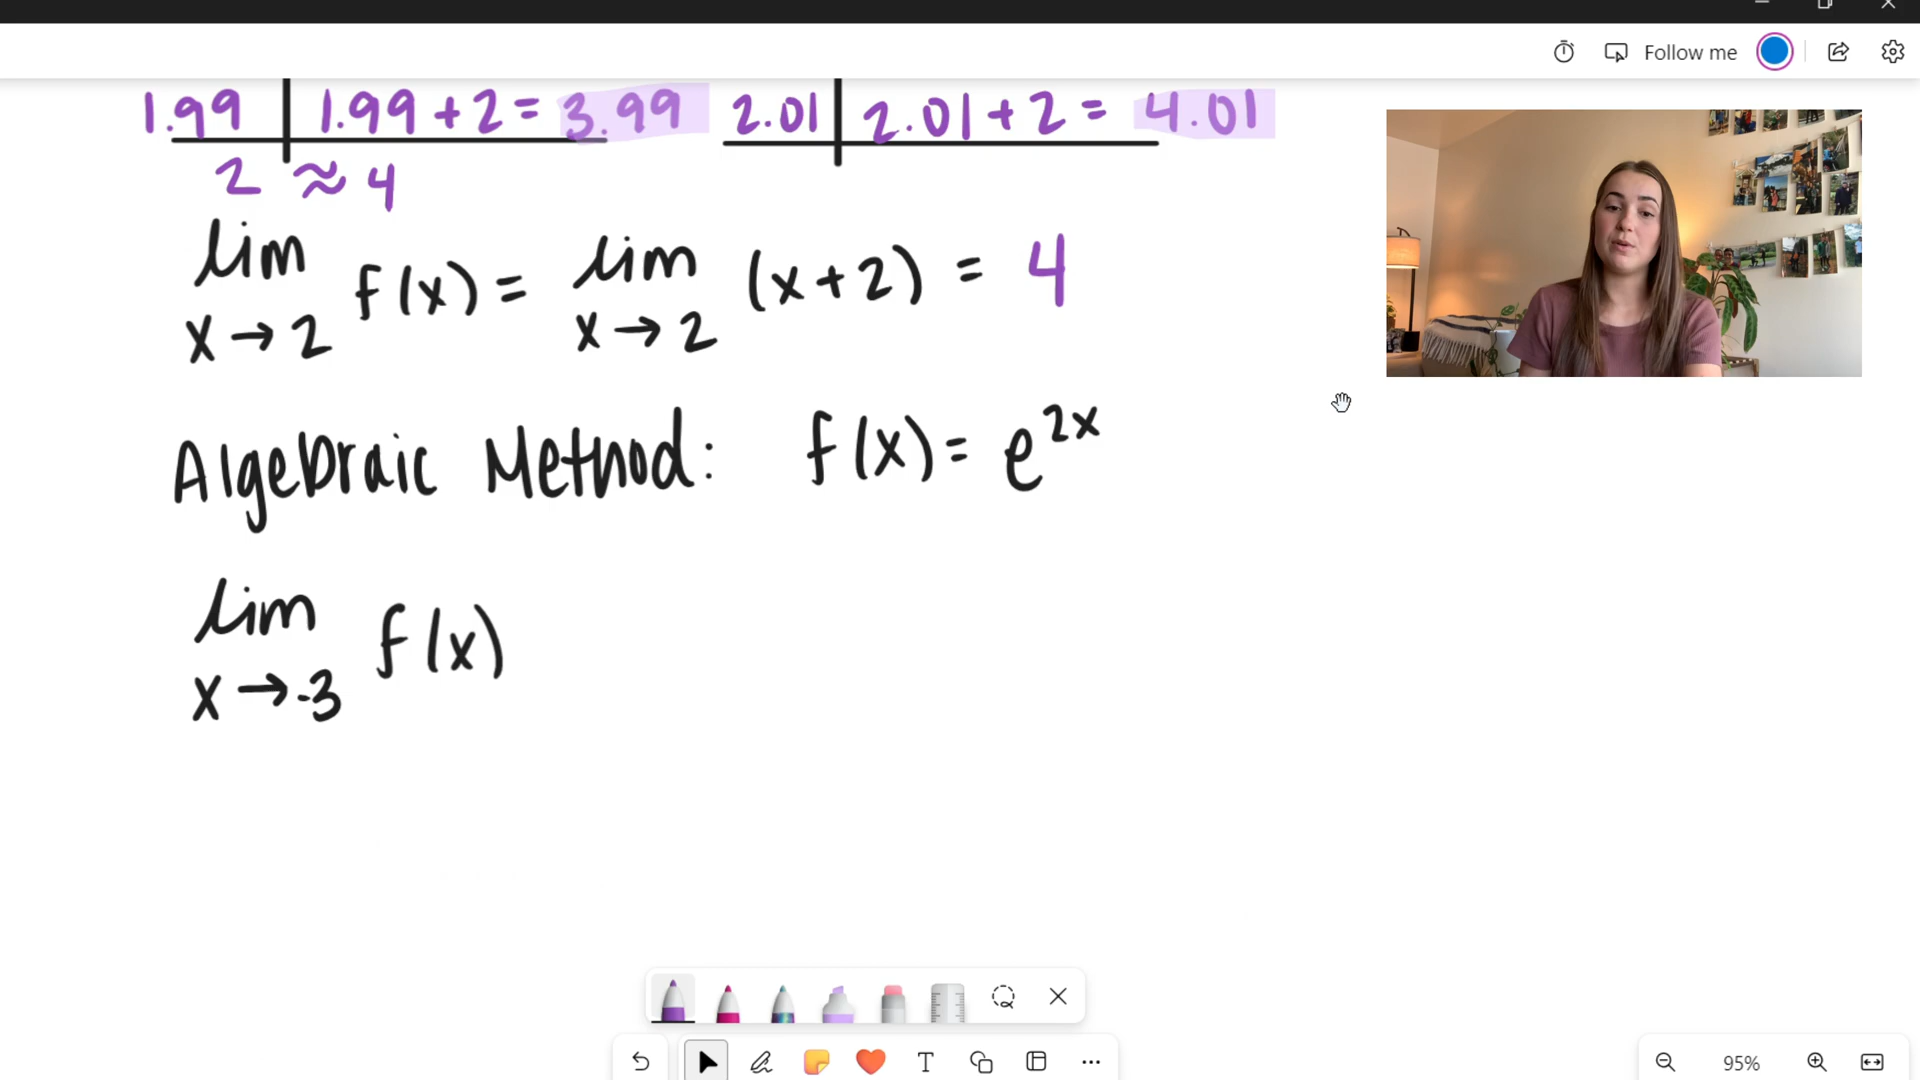 Follow me
1.99 | 1.99 + 2 = 3.99 2.01 | 2.01 + 2 = 4.01
2 ≈ 4
lim f(x) = lim (x+2) = 4
x → 2 x → 2
Algebraic Method: f(x) = e^2x
lim f(x)
x → -3
95%